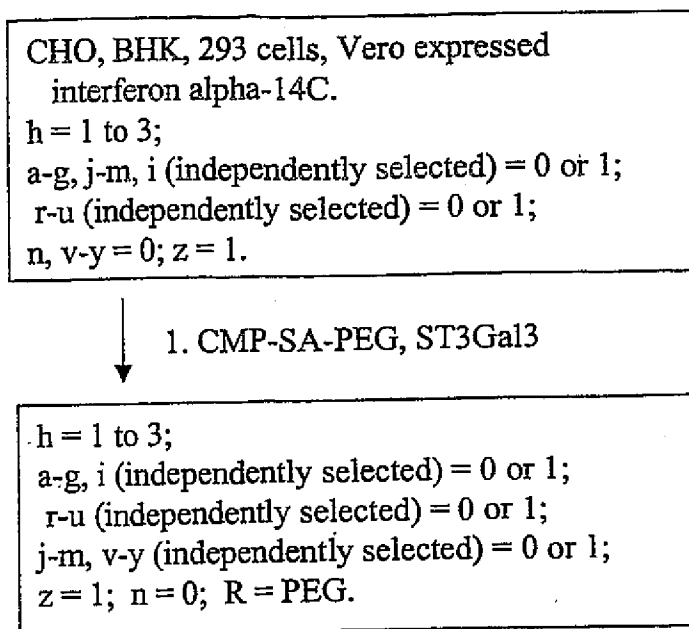 CHO, BHK, 293 cells, Vero expressed
interferon alpha-14C.
h = 1 to 3;
a-g, j-m, i (independently selected) = 0 or 1;
r-u (independently selected) = 0 or 1;
n, v-y = 0; z = 1.
1. CMP-SA-PEG, ST3Gal3
h = 1 to 3;
a-g, i (independently selected) = 0 or 1;
r-u (independently selected) = 0 or 1;
j-m, v-y (independently selected) = 0 or 1;
z = 1; n = 0; R = PEG.